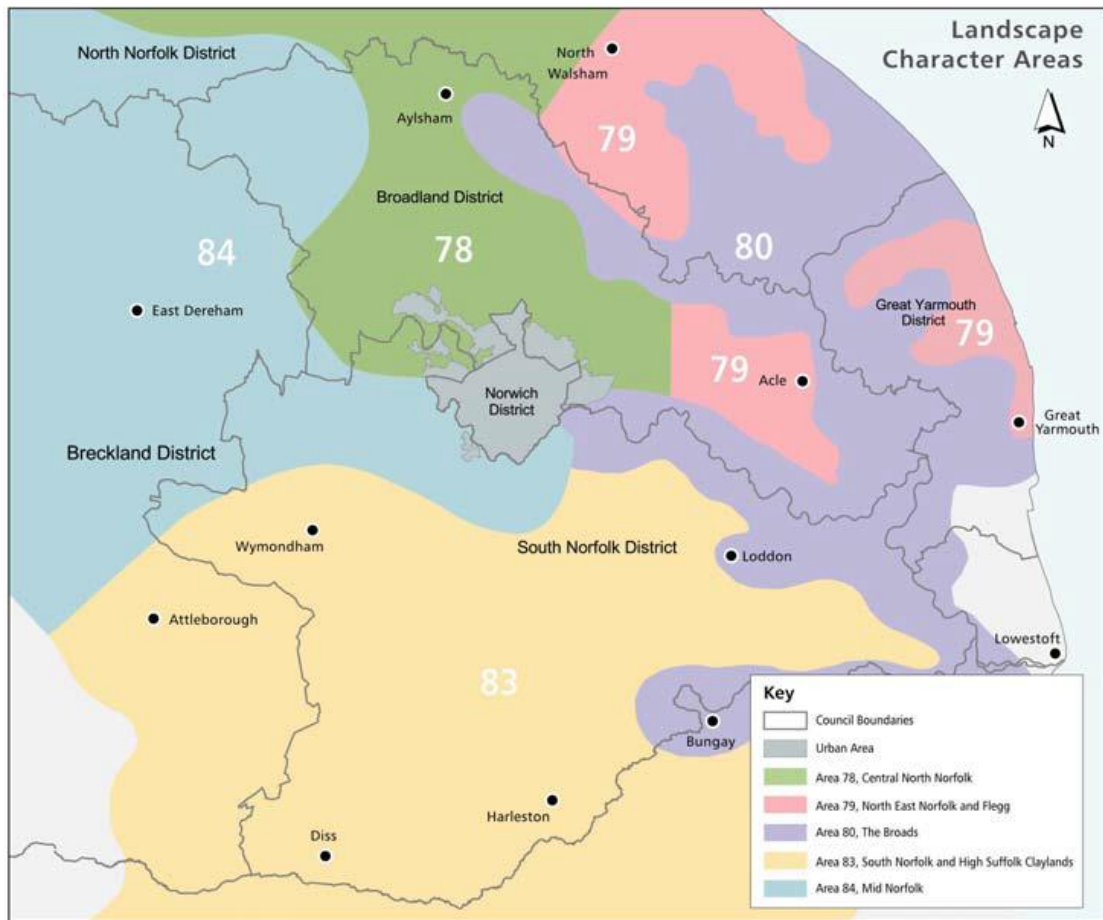 Landscape
Character Areas
N
North Norfolk District
North
Walsham
Aylsham
79
Broadland District
84
78
80
East Dereham
Great Yarmouth
District
79
79
Acle
Norwich
District
Great
Yarmouth
Breckland District
Wymondham
South Norfolk District
Loddon
Attleborough
Lowestoft
83
Bungay
Harleston
Diss
Key
Council Boundaries
Urban Area
Area 78, Central North Norfolk
Area 79, North East Norfolk and Flegg
Area 80, The Broads
Area 83, South Norfolk and High Suffolk Claylands
Area 84, Mid Norfolk